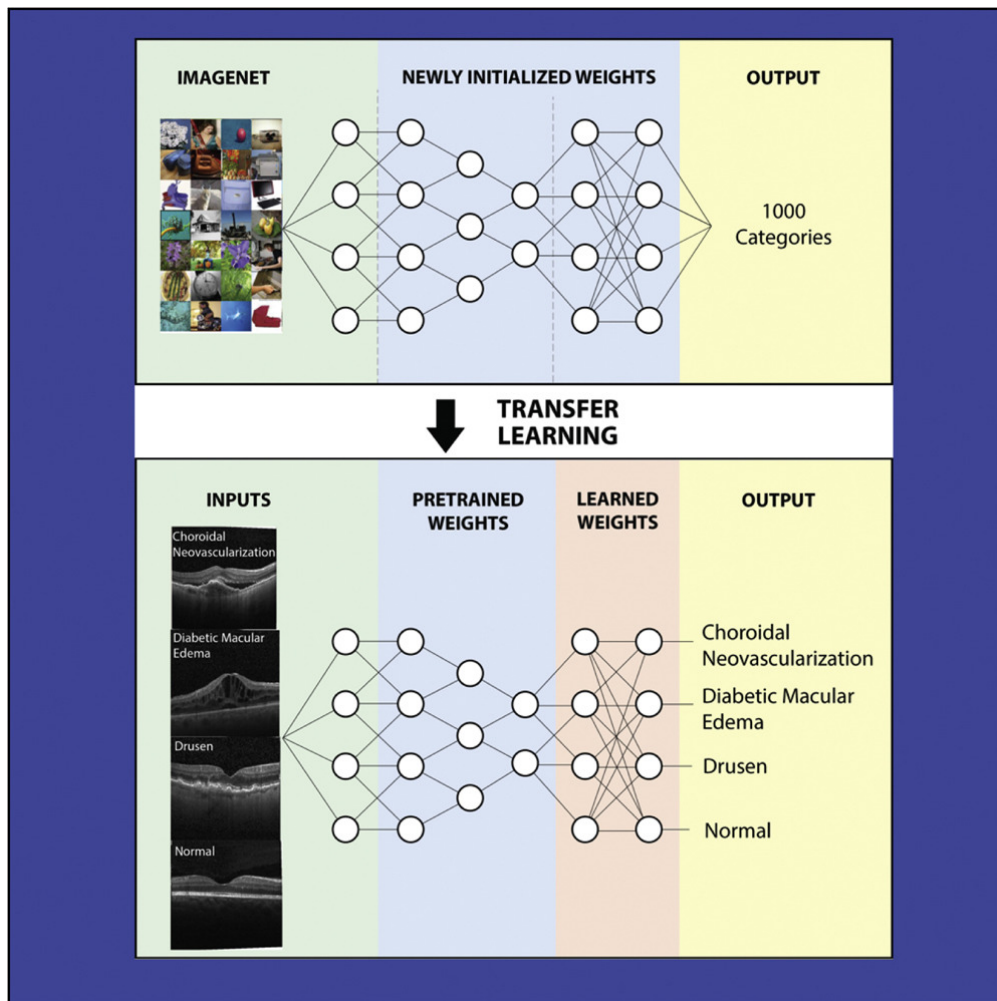 IMAGENET
NEWLY INITIALIZED WEIGHTS
OUTPUT
1000
Categories
TRANSFER
LEARNING
INPUTS
PRETRAINED
WEIGHTS
LEARNED
WEIGHTS
OUTPUT
Choroidal
Neovascularization
Diabetic Macular
Edema
Drusen
Normal
Choroidal
Neovascularization
Diabetic Macular
Edema
Drusen
Normal